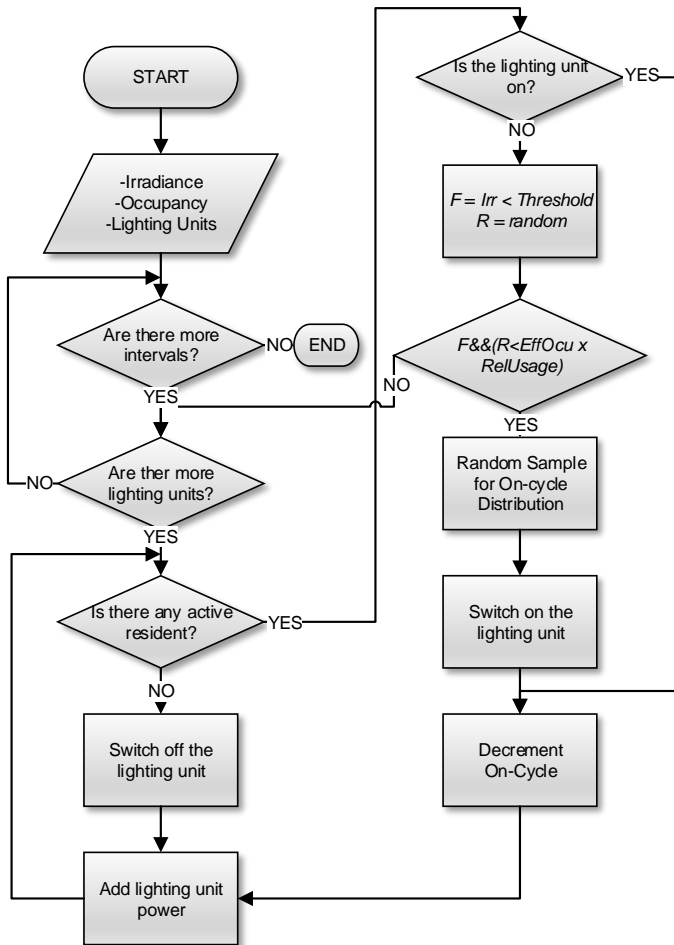 START
-Irradiance
-Occupancy
-Lighting Units
Are there more
intervals?
NO
END
YES
Are ther more
lighting units?
NO
YES
Is there any active
resident?
YES
NO
Switch off the
lighting unit
Add lighting unit
power
Is the lighting unit
on?
YES
NO
F = Irr < Threshold
R = random
F&&(R<EffOcu x
RelUsage)
NO
YES
Random Sample
for On-cycle
Distribution
Switch on the
lighting unit
Decrement
On-Cycle